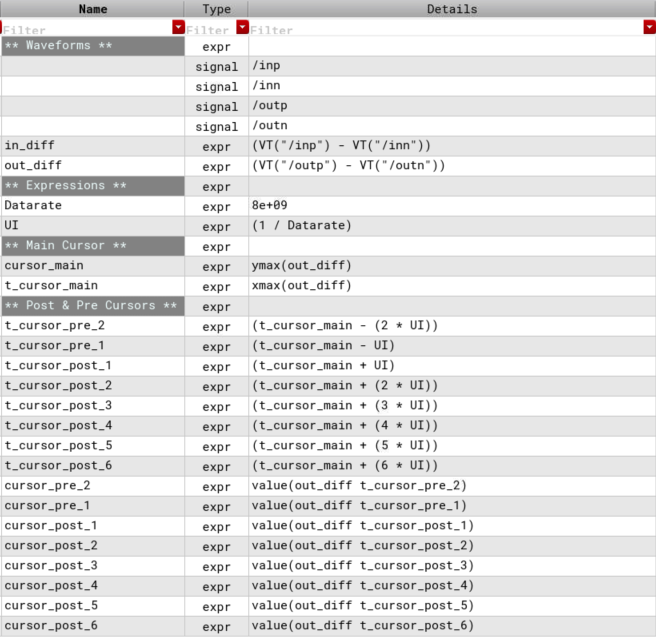 Name Type Details
Filter Filter Filter
** Waveforms ** expr
signal /inp
signal /inn
signal /outp
signal /outn
in_diff expr (VT("/inp") - VT("/inn"))
out_diff expr (VT("/outp") - VT("/outn"))
** Expressions ** expr
Datarate expr 8e+09
UI expr (1 / Datarate)
** Main Cursor ** expr
cursor_main expr ymax(out_diff)
t_cursor_main expr xmax(out_diff)
** Post & Pre Cursors ** expr
t_cursor_pre_2 expr (t_cursor_main - (2 * UI))
t_cursor_pre_1 expr (t_cursor_main - UI)
t_cursor_post_1 expr (t_cursor_main + UI)
t_cursor_post_2 expr (t_cursor_main + (2 * UI))
t_cursor_post_3 expr (t_cursor_main + (3 * UI))
t_cursor_post_4 expr (t_cursor_main + (4 * UI))
t_cursor_post_5 expr (t_cursor_main + (5 * UI))
t_cursor_post_6 expr (t_cursor_main + (6 * UI))
cursor_pre_2 expr value(out_diff t_cursor_pre_2)
cursor_pre_1 expr value(out_diff t_cursor_pre_1)
cursor_post_1 expr value(out_diff t_cursor_post_1)
cursor_post_2 expr value(out_diff t_cursor_post_2)
cursor_post_3 expr value(out_diff t_cursor_post_3)
cursor_post_4 expr value(out_diff t_cursor_post_4)
cursor_post_5 expr value(out_diff t_cursor_post_5)
cursor_post_6 expr value(out_diff t_cursor_post_6)